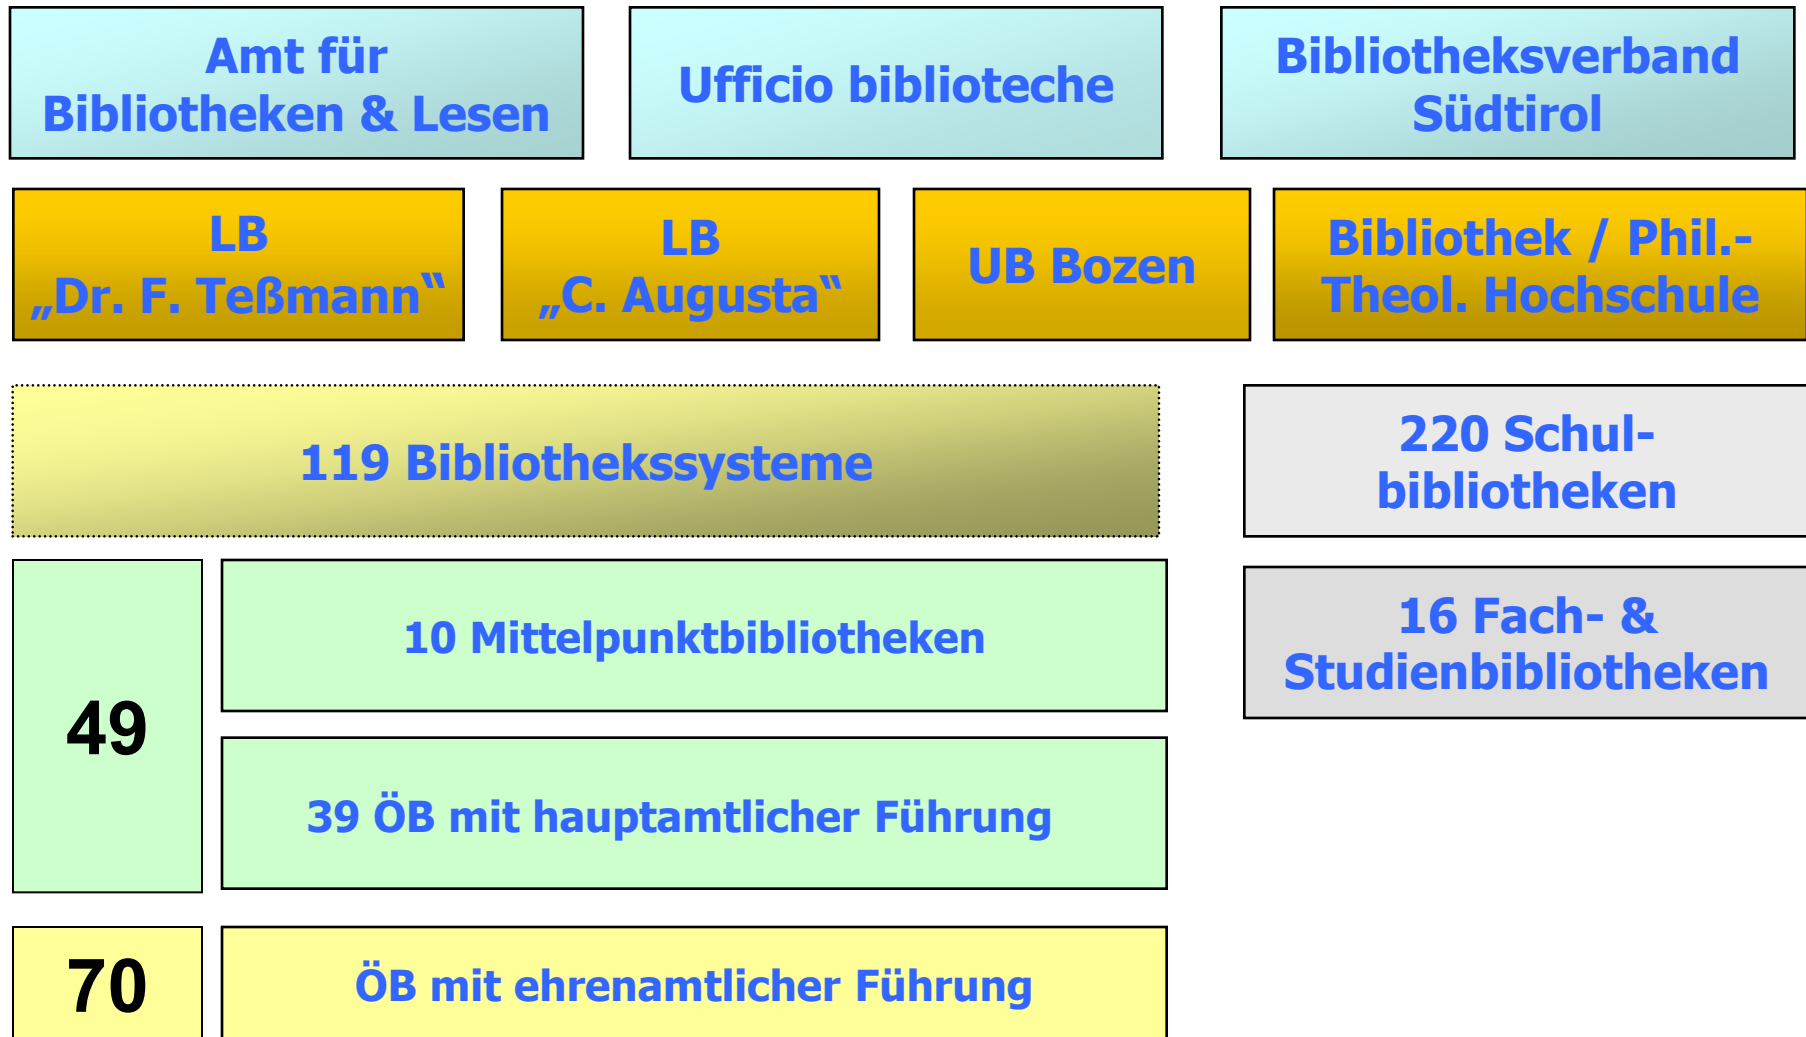 Amt für
Bibliotheken & Lesen
Ufficio biblioteche
Bibliotheksverband
Südtirol
LB
„Dr. F. Teßmann‟
LB
„C. Augusta‟
UB Bozen
Bibliothek / Phil.-
Theol. Hochschule
119 Bibliothekssysteme
220 Schul-
bibliotheken
49
10 Mittelpunktbibliotheken
39 ÖB mit hauptamtlicher Führung
16 Fach- &
Studienbibliotheken
70
ÖB mit ehrenamtlicher Führung